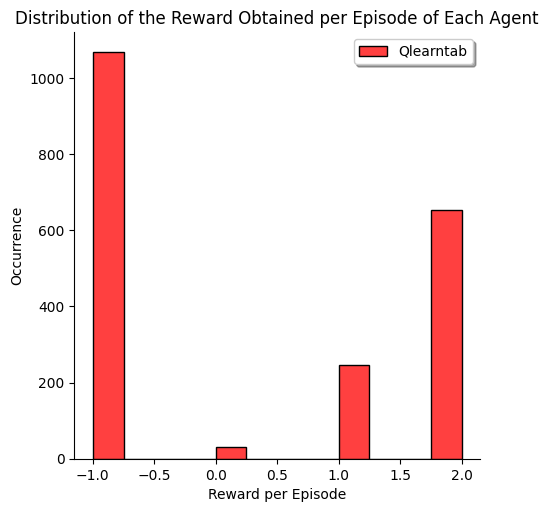 Distribution of the Reward Obtained per Episode of Each Agent
Qlearntab
1000
800
600
400
200
0
Occurrence
−1.0 −0.5 0.0 0.5 1.0 1.5 2.0
Reward per Episode